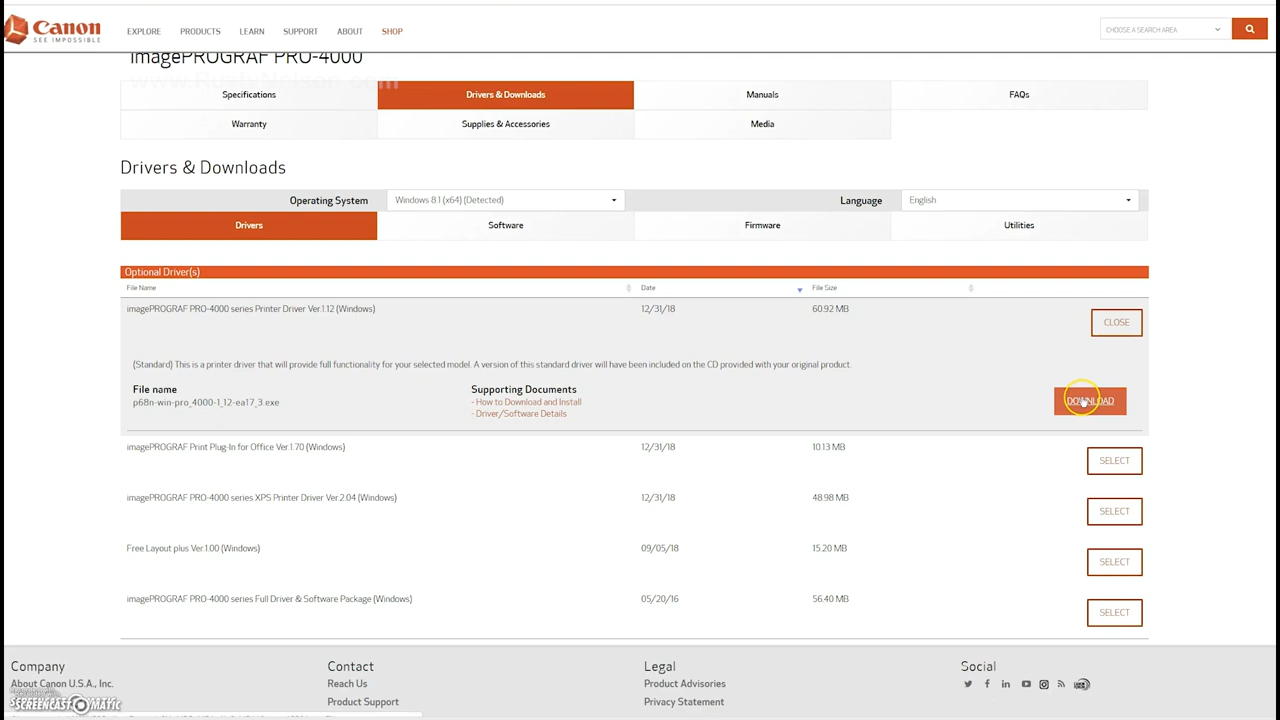 Canon
SEE IMPOSSIBLE
EXPLORE PRODUCTS LEARN SUPPORT ABOUT SHOP
CHOOSE A SEARCH AREA
imagePROGRAF PRO-4000
www.RustyNelson.com
Specifications Drivers & Downloads Manuals FAQs
Warranty Supplies & Accessories Media
Drivers & Downloads
Operating System Windows 8.1 (x64) (Detected) Language English
Drivers Software Firmware Utilities
Optional Driver(s)
File Name Date File Size
imagePROGRAF PRO-4000 series Printer Driver Ver.1.12 (Windows) 12/31/18 60.92 MB
CLOSE
(Standard) This is a printer driver that will provide full functionality for your selected model. A version of this standard driver will have been included on the CD provided with your original product.
File name Supporting Documents
p68n-win-pro_4000-1_12-ea17_3.exe - How to Download and Install DOWNLOAD
- Driver/Software Details
imagePROGRAF Print Plug-In for Office Ver.1.70 (Windows) 12/31/18 10.13 MB
SELECT
imagePROGRAF PRO-4000 series XPS Printer Driver Ver.2.04 (Windows) 12/31/18 48.98 MB
SELECT
Free Layout plus Ver.1.00 (Windows) 09/05/18 15.20 MB
SELECT
imagePROGRAF PRO-4000 series Full Driver & Software Package (Windows) 05/20/16 56.40 MB
SELECT
Company Contact Legal Social
About Canon U.S.A., Inc. Reach Us Product Advisories
SCREENCAST-O-MATIC Product Support Privacy Statement